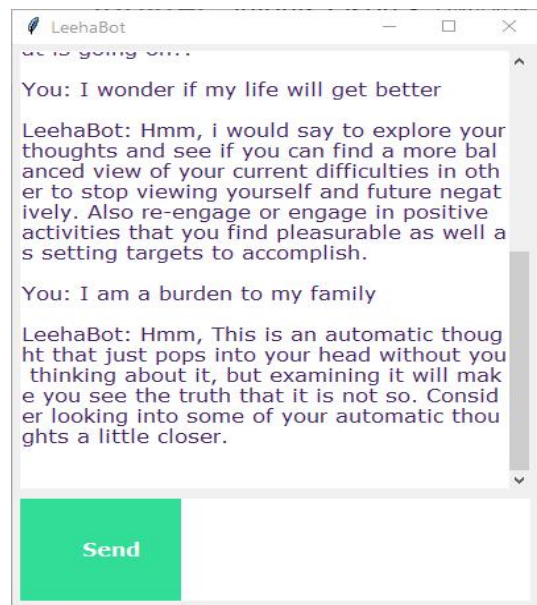 LeehaBot
at is going on??
You: I wonder if my life will get better
LeehaBot: Hmm, i would say to explore your
thoughts and see if you can find a more bal
anced view of your current difficulties in oth
er to stop viewing yourself and future negat
ively. Also re-engage or engage in positive
activities that you find pleasurable as well a
s setting targets to accomplish.
You: I am a burden to my family
LeehaBot: Hmm, This is an automatic thoug
ht that just pops into your head without you
thinking about it, but examining it will mak
e you see the truth that it is not so. Consid
er looking into some of your automatic thou
ghts a little closer.
Send